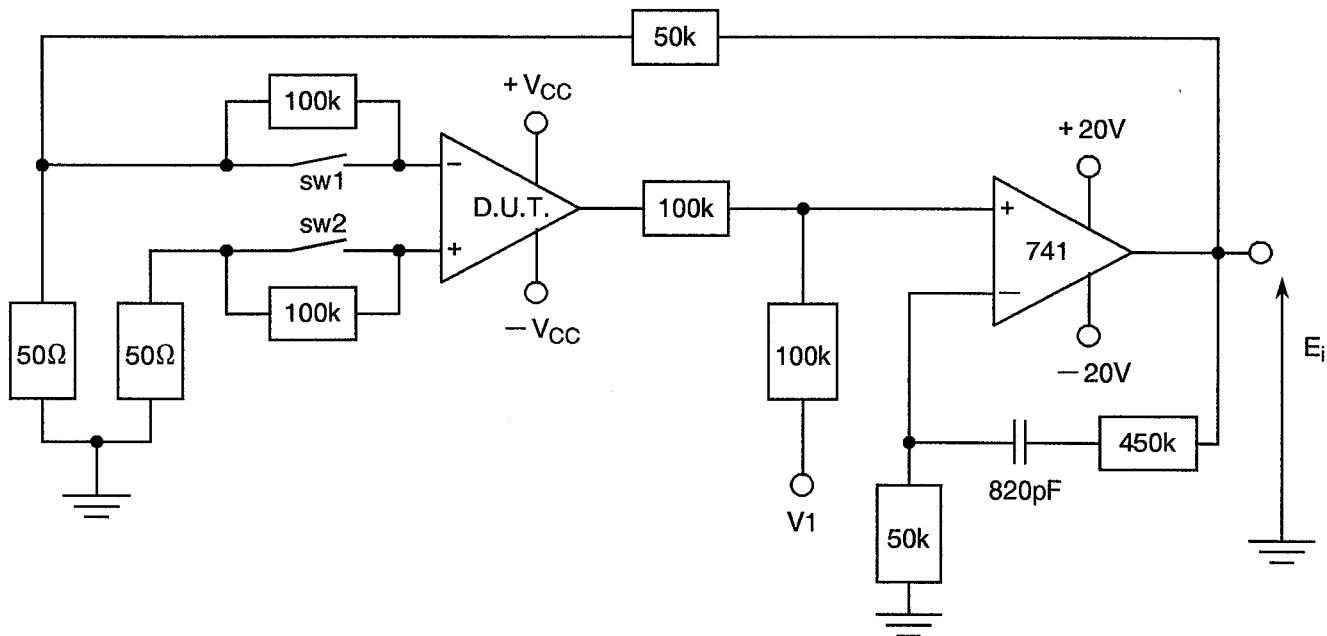 50k
100k
+ VCC
+ 20V
sw1
−
D.U.T.
100k
+
741
sw2
+
−
100k
− VCC
50Ω
50Ω
100k
− 20V
Ei
450k
820pF
V1
50k